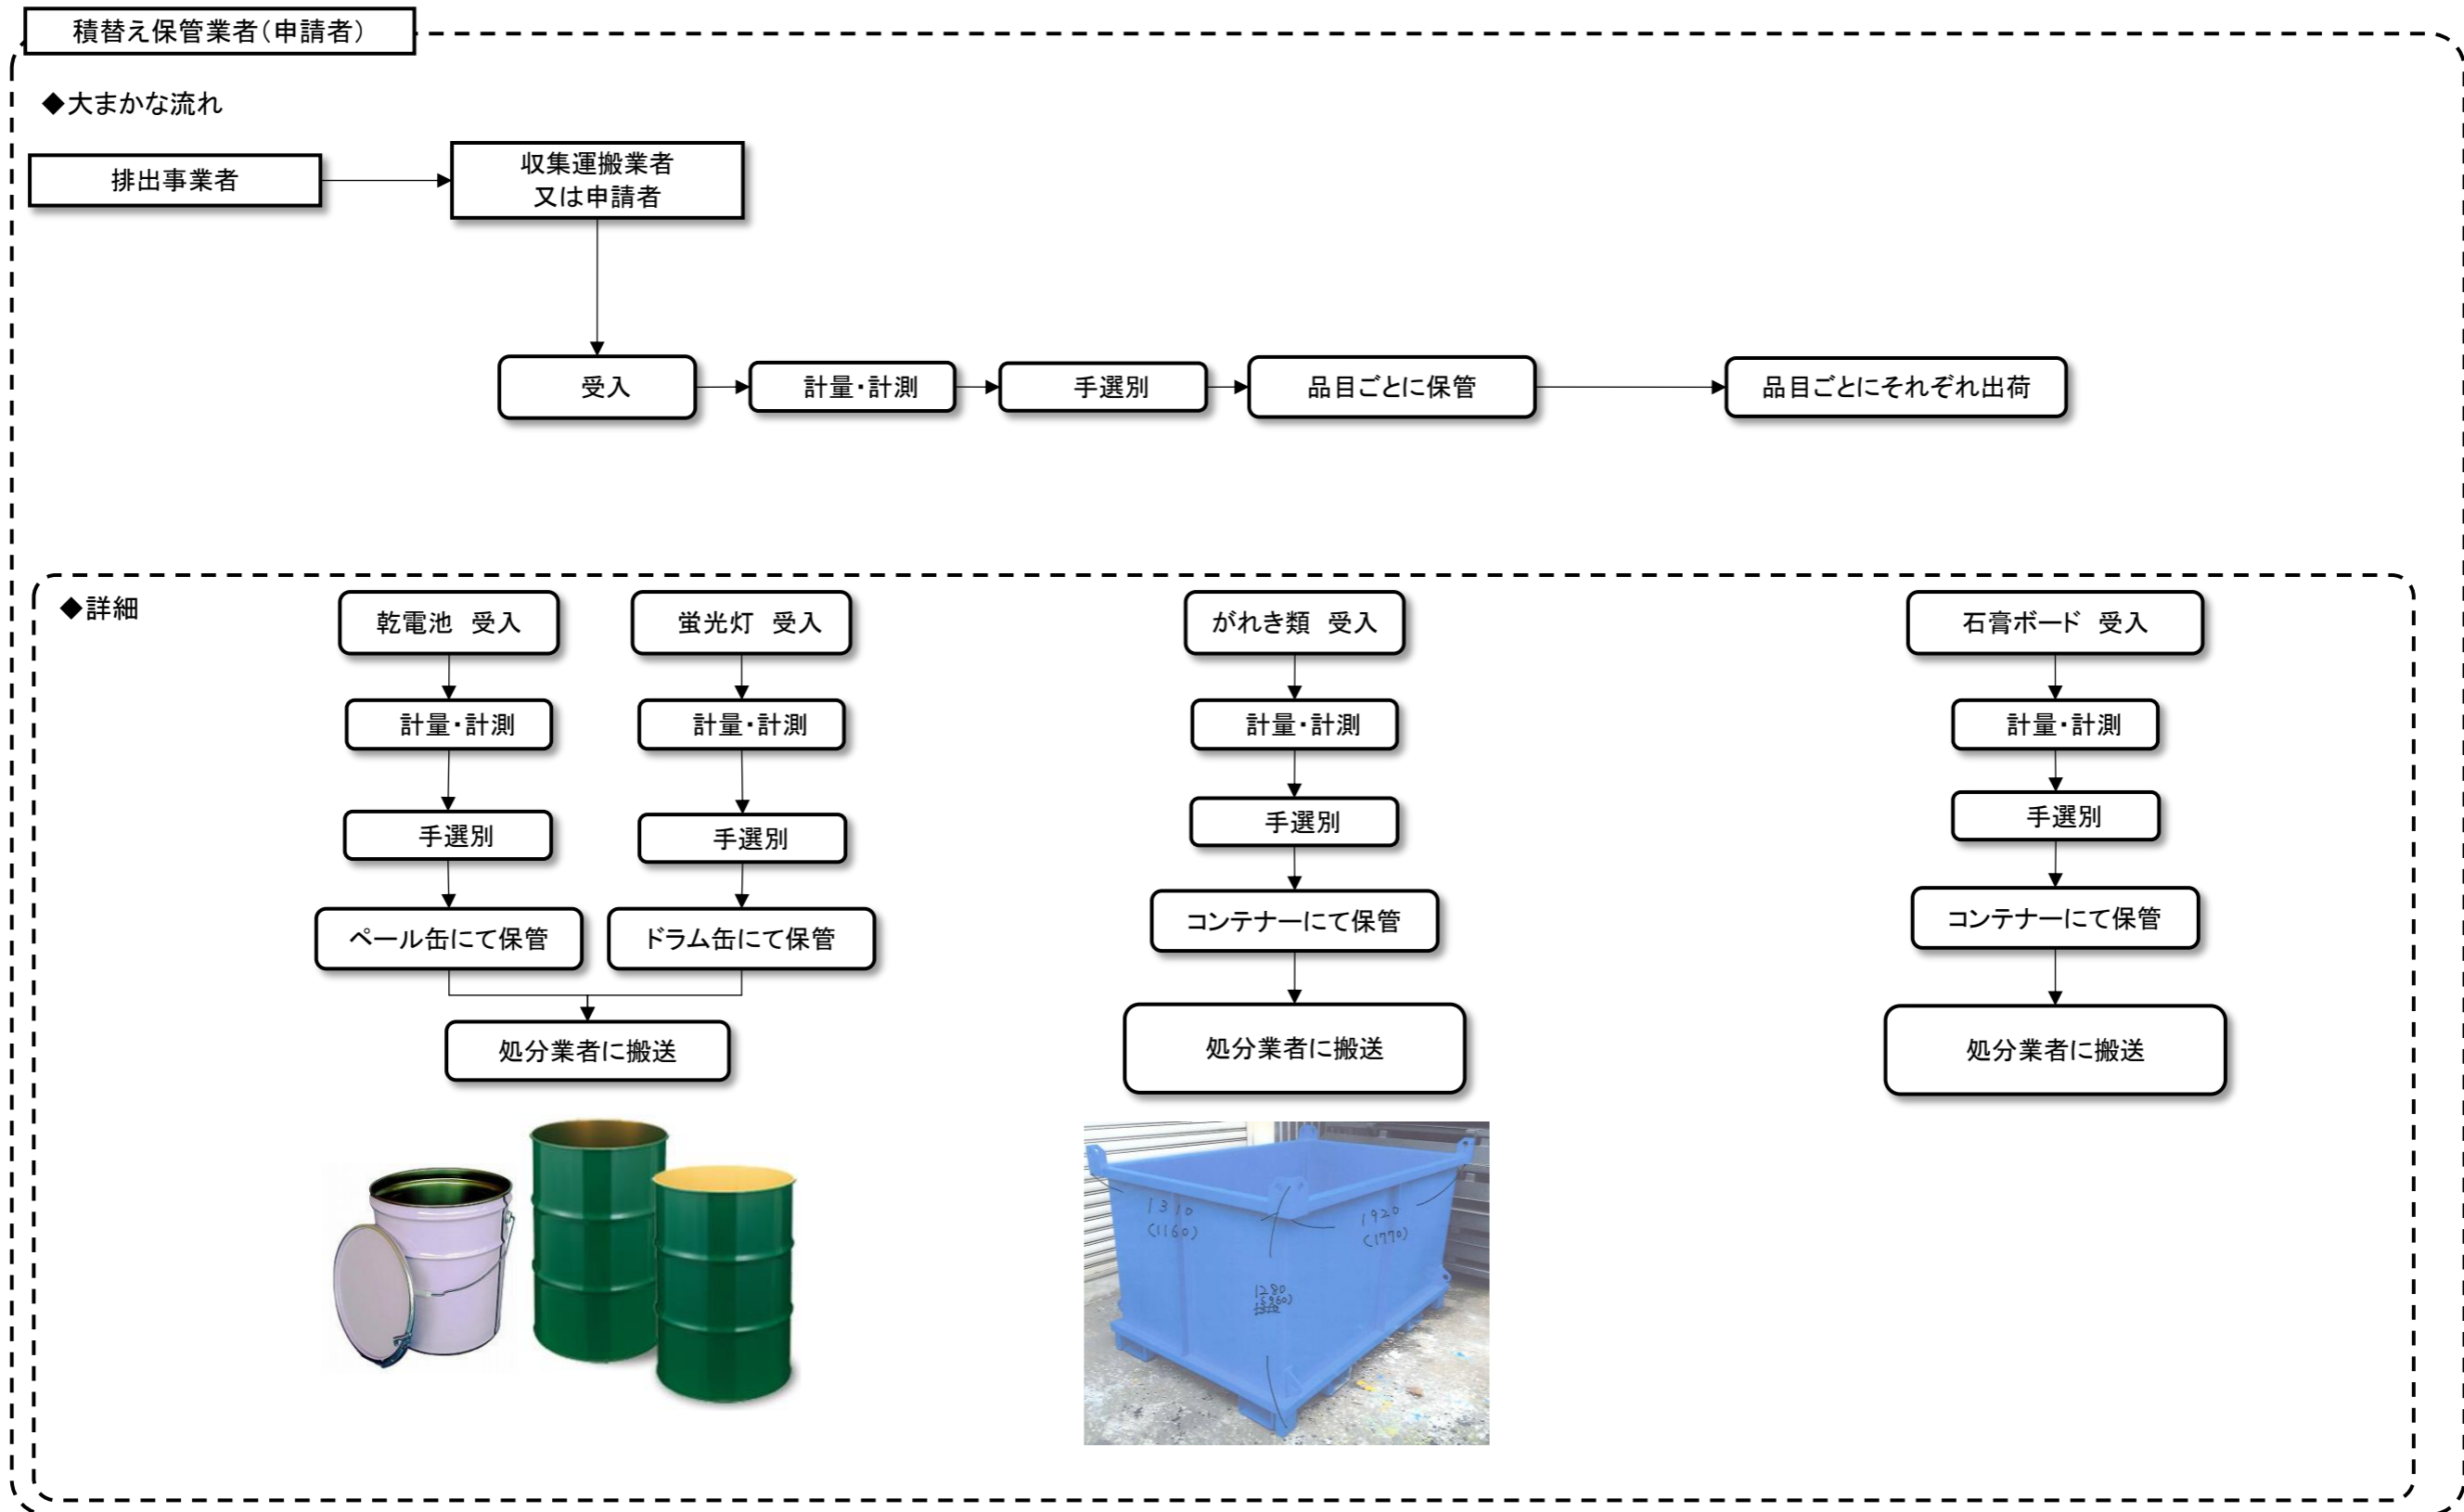 積替え保管業者(申請者)
◆大まかな流れ
排出事業者
収集運搬業者
又は申請者
受入
計量・計測
手選別
品目ごとに保管
品目ごとにそれぞれ出荷
◆詳細
乾電池 受入
蛍光灯 受入
がれき類 受入
石膏ボード 受入
計量・計測
計量・計測
計量・計測
計量・計測
手選別
手選別
手選別
手選別
ペール缶にて保管
ドラム缶にて保管
コンテナーにて保管
コンテナーにて保管
処分業者に搬送
処分業者に搬送
処分業者に搬送
1310
(1160)
1920
(1770)
1280